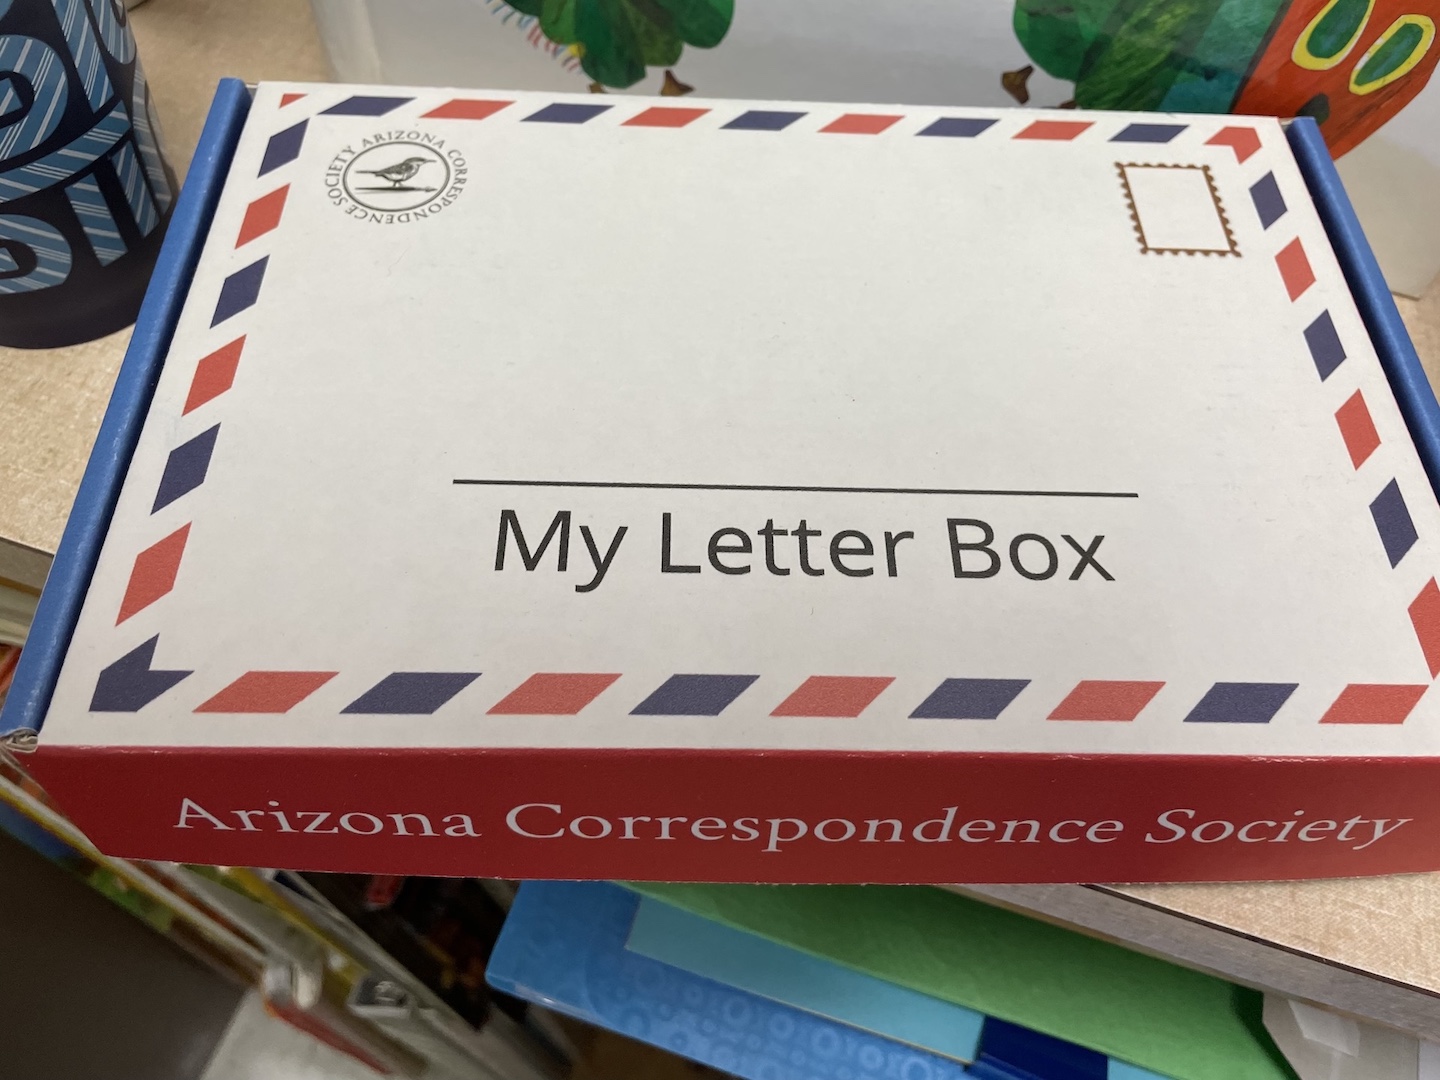 ARIZONA CORRESPONDENCE SOCIETY
My Letter Box
Arizona Correspondence Society